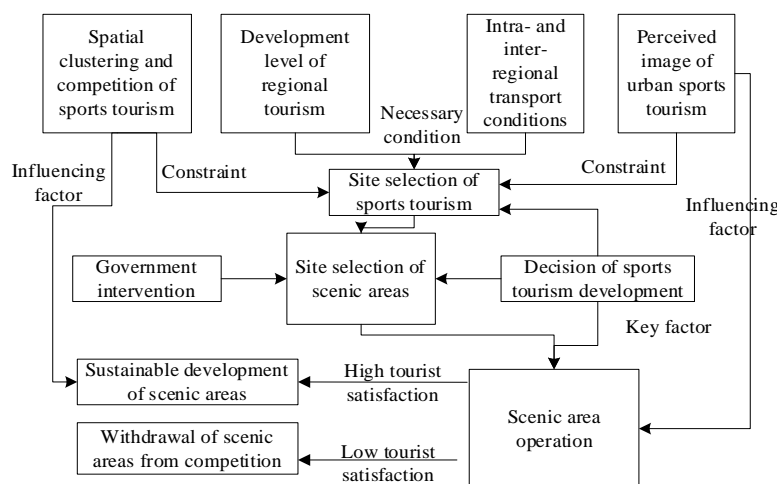 Spatial
clustering and
competition of
sports tourism
Development
level of
regional
tourism
Intra- and
inter-
regional
transport
conditions
Perceived
image of
urban sports
tourism
Necessary
condition
Influencing
factor
Constraint
Site selection of
sports tourism
Constraint
Influencing
factor
Government
intervention
Site selection of
scenic areas
Decision of sports
tourism development
Key factor
Sustainable development
of scenic areas
High tourist
satisfaction
Scenic area
operation
Withdrawal of scenic
areas from competition
Low tourist
satisfaction